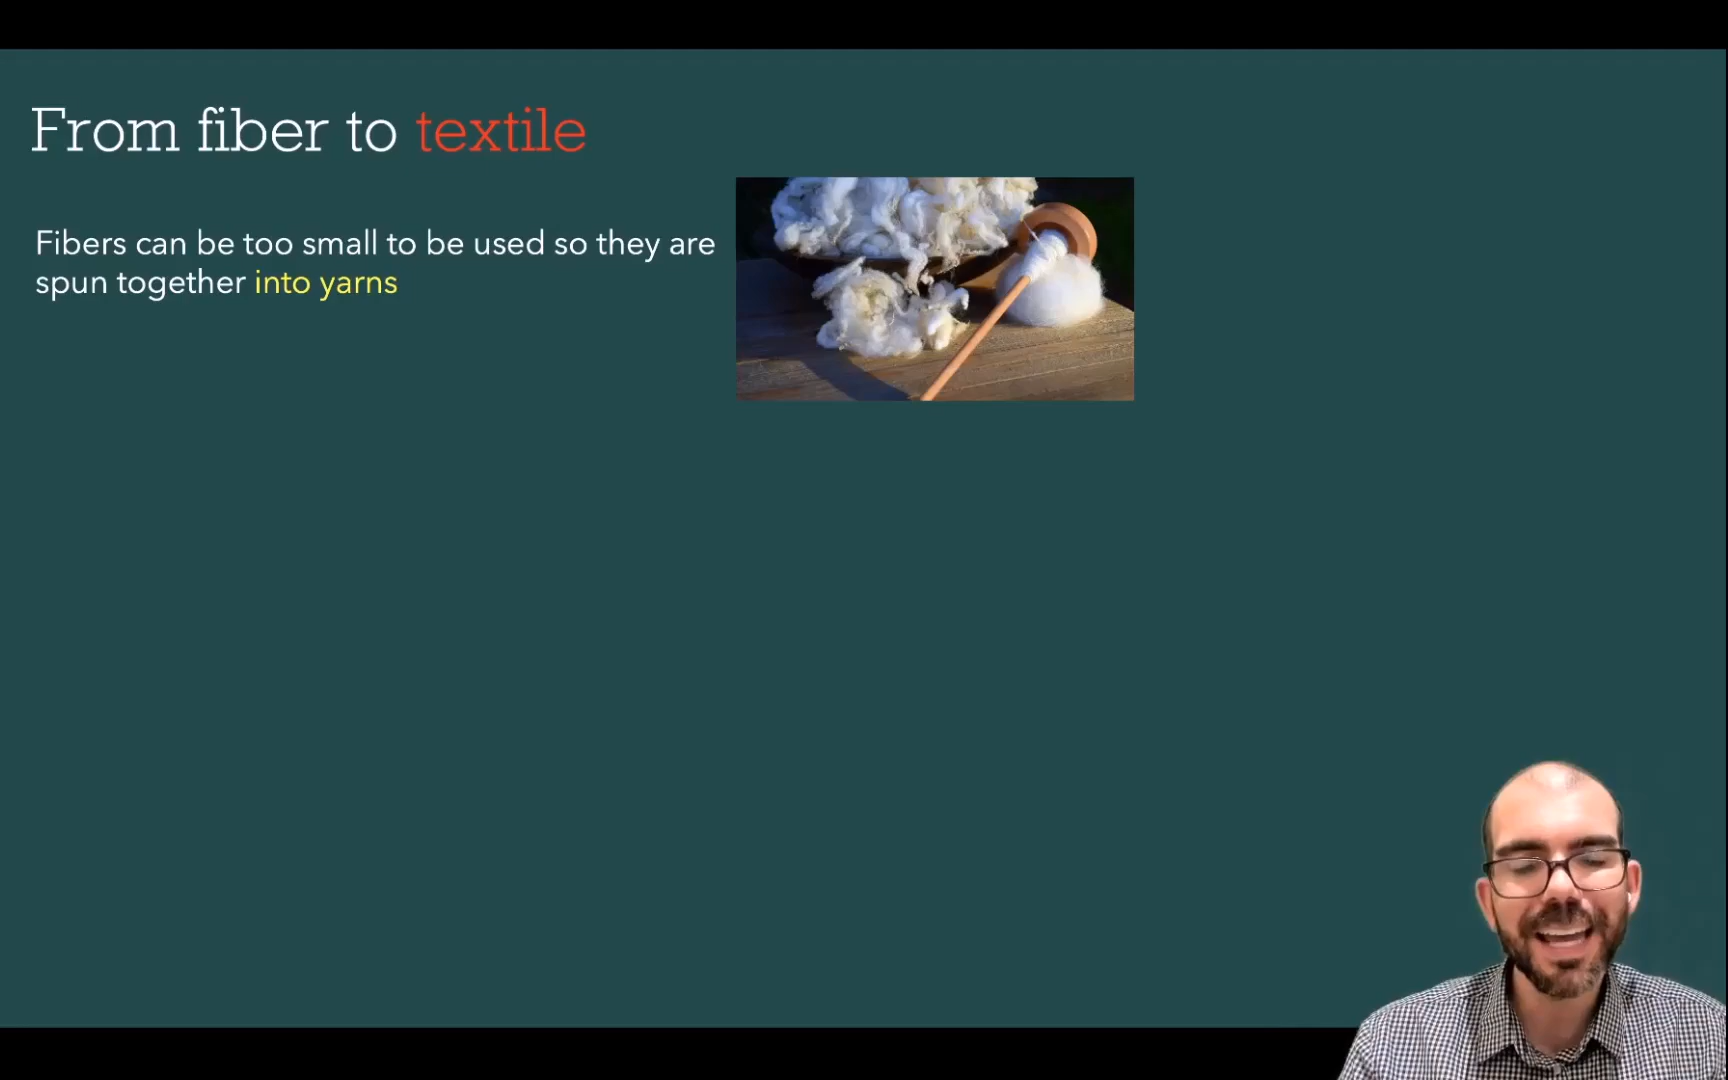 From fiber to textile
Fibers can be too small to be used so they are
spun together into yarns